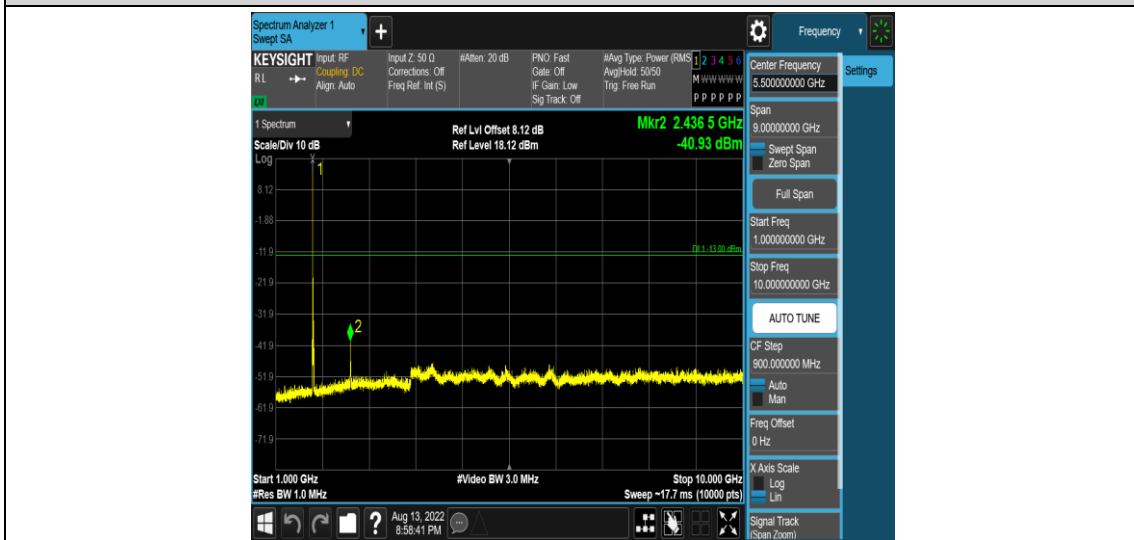 Spectrum Analyzer 1
Swept SA
+
Frequency
KEYSIGHT
RL
LXI
Input: RF
Coupling: DC
Align: Auto
Input Z: 50 Ω
Corrections: Off
Freq Ref: Int (S)
#Atten: 20 dB
PNO: Fast
Gate: Off
IF Gain: Low
Sig Track: Off
#Avg Type: Power (RMS
Avg|Hold: 50/50
Trig: Free Run
1 2 3 4 5 6
M W W W W W
P P P P P P
1 Spectrum
Scale/Div 10 dB
Log
Ref Lvl Offset 8.12 dB
Ref Level 18.12 dBm
Mkr2 2.436 5 GHz
-40.93 dBm
1
8.12
-1.88
-11.9
DL1 -13.00 dBm
-21.9
-31.9
2
-41.9
-51.9
-61.9
-71.9
Start 1.000 GHz
#Res BW 1.0 MHz
#Video BW 3.0 MHz
Stop 10.000 GHz
Sweep ~17.7 ms (10000 pts)
Center Frequency
5.500000000 GHz
Settings
Span
9.00000000 GHz
Swept Span
Zero Span
Full Span
Start Freq
1.000000000 GHz
Stop Freq
10.000000000 GHz
AUTO TUNE
CF Step
900.000000 MHz
Auto
Man
Freq Offset
0 Hz
X Axis Scale
Log
Lin
Signal Track
(Span Zoom)
?
Aug 13, 2022
8:58:41 PM